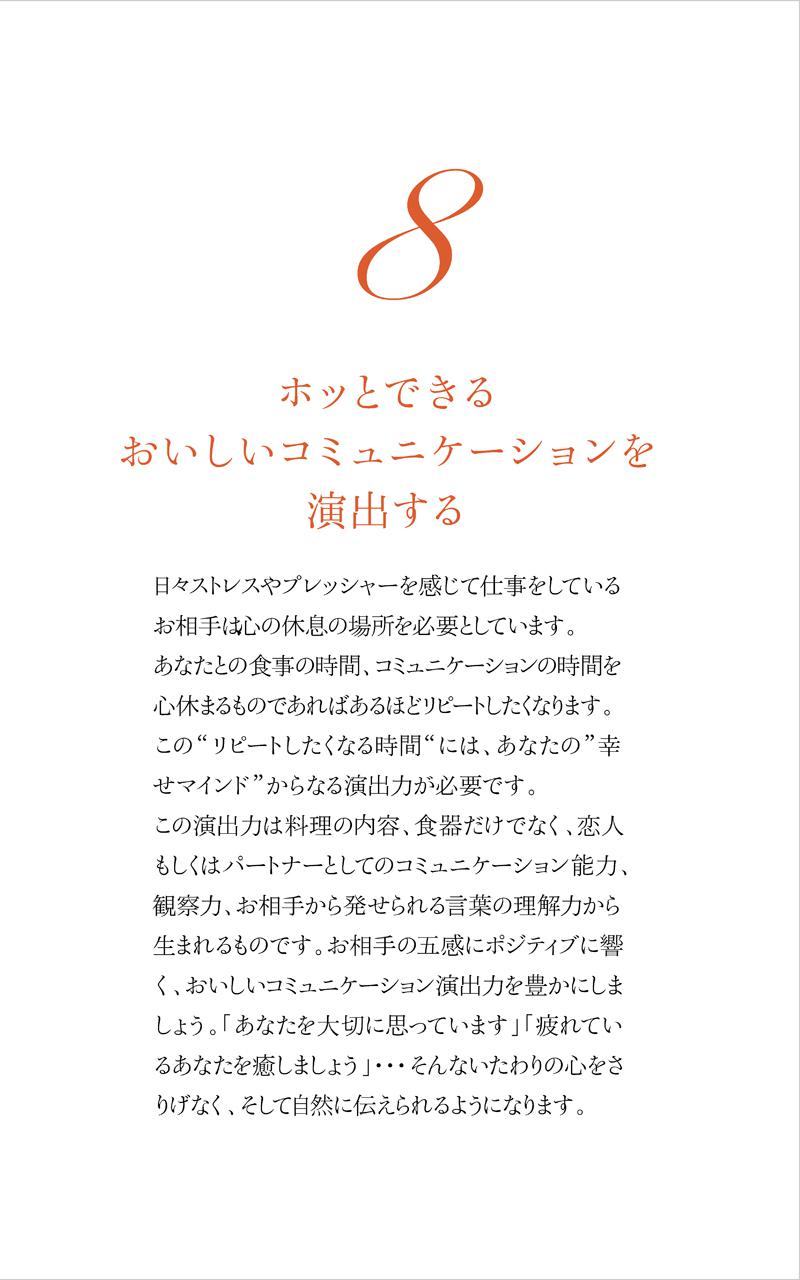 8
ホッとできる
おいしいコミュニケーションを
演出する
日々ストレスやプレッシャーを感じて仕事をしている
お相手は心の休息の場所を必要としています。
あなたとの食事の時間、コミュニケーションの時間を
心休まるものであればあるほどリピートしたくなります。
この“リピートしたくなる時間“には、あなたの”幸
せマインド”からなる演出力が必要です。
この演出力は料理の内容、食器だけでなく、恋人
もしくはパートナーとしてのコミュニケーション能力、
観察力、お相手から発せられる言葉の理解力から
生まれるものです。お相手の五感にポジティブに響
く、おいしいコミュニケーション演出力を豊かにしま
しょう。「あなたを大切に思っています」「疲れてい
るあなたを癒しましょう」・・・そんないたわりの心をさ
りげなく、そして自然に伝えられるようになります。